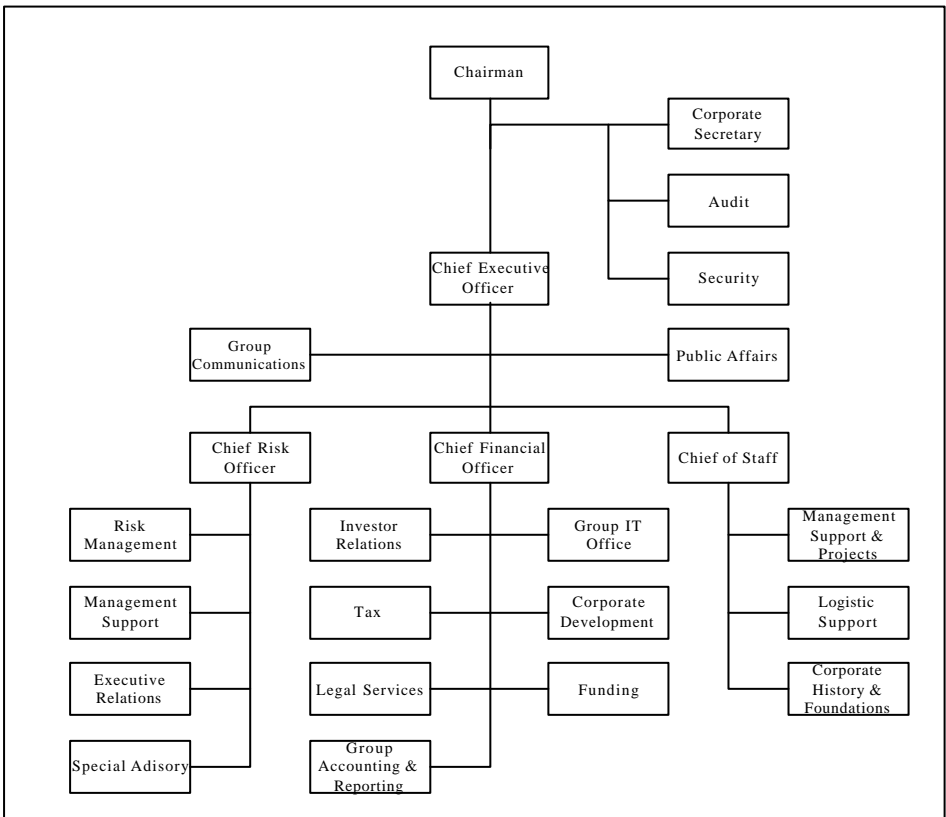 Chairman
Corporate
Secretary
Audit
Security
Chief Executive
Officer
Group
Communications
Public Affairs
Chief Risk
Officer
Chief Financial
Officer
Chief of Staff
Risk
Management
Investor
Relations
Group IT
Office
Management
Support &
Projects
Management
Support
Tax
Corporate
Development
Logistic
Support
Executive
Relations
Legal Services
Funding
Corporate
History &
Foundations
Special Adisory
Group
Accounting &
Reporting